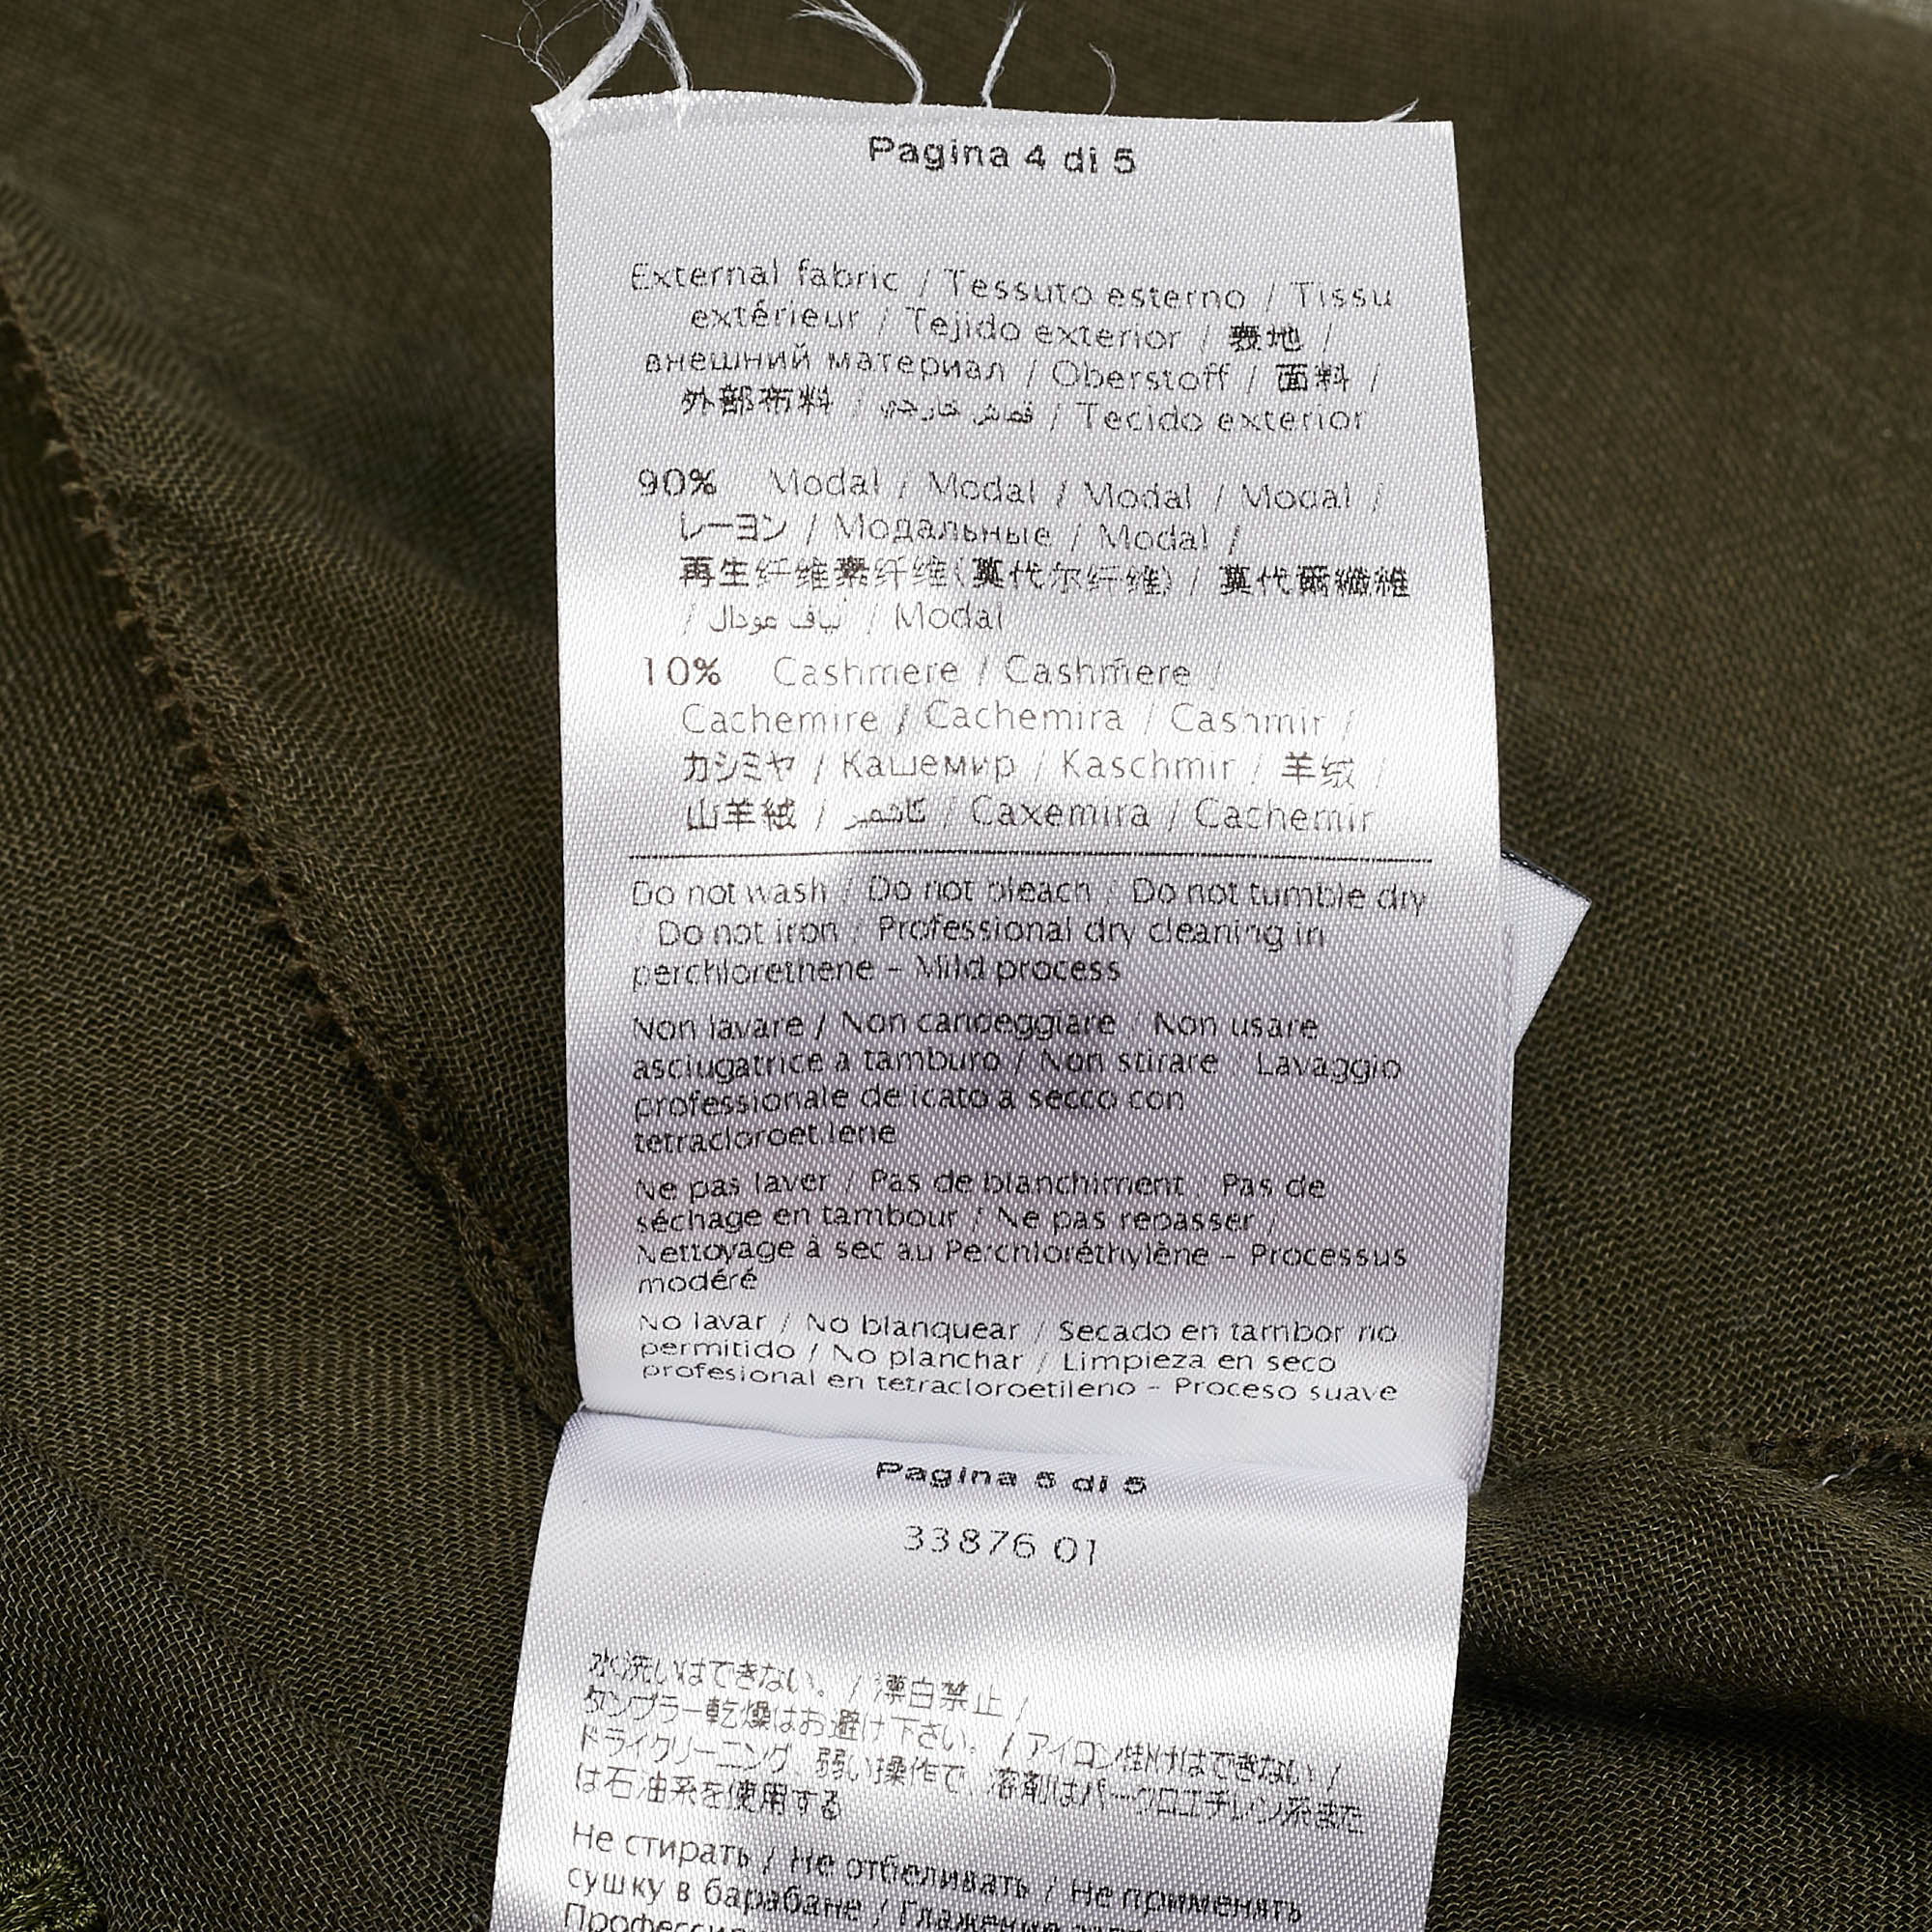 Pagina 4 di 5
External fabric / Tessuto esterno / Tissu
extérieur / Tejido exterior / 表地 /
внешний материал / Oberstoff / 面料 /
外部布料 / قماش خارجي / Tecido exterior
90% Modal / Modal / Modal / Modal /
レーヨン / Модальные / Modal /
再生纤维素纤维(莫代尔纤维) / 莫代爾纖維
/ مودال / Modal
10% Cashmere / Cashmere /
Cachemire / Cachemira / Cashmir /
カシミヤ / Кашемир / Kaschmir / 羊绒 /
山羊絨 / كاشمير / Caxemira / Cachemir
Do not wash / Do not bleach / Do not tumble dry
/ Do not iron / Professional dry cleaning in
perchlorethene - Mild process
Non lavare / Non candeggiare / Non usare
asciugatrice a tamburo / Non stirare / Lavaggio
professionale delicato a secco con
tetracloroetilene
Ne pas laver / Pas de blanchiment / Pas de
séchage en tambour / Ne pas repasser /
Nettoyage à sec au Perchloréthylène - Processus
modéré
No lavar / No blanquear / Secado en tambor no
permitido / No planchar / Limpieza en seco
profesional en tetracloroetileno - Proceso suave
Pagina 5 di 5
33876 01
水洗いはできない。 / 漂白禁止 /
タンブラー乾燥はお避け下さい。 / アイロン掛けはできない /
ドライクリーニング、弱い操作で、溶剤はパークロロエチレン系また
は石油系を使用する
Не стирать / Не отбеливать / Не применять
сушку в барабане / Глажение